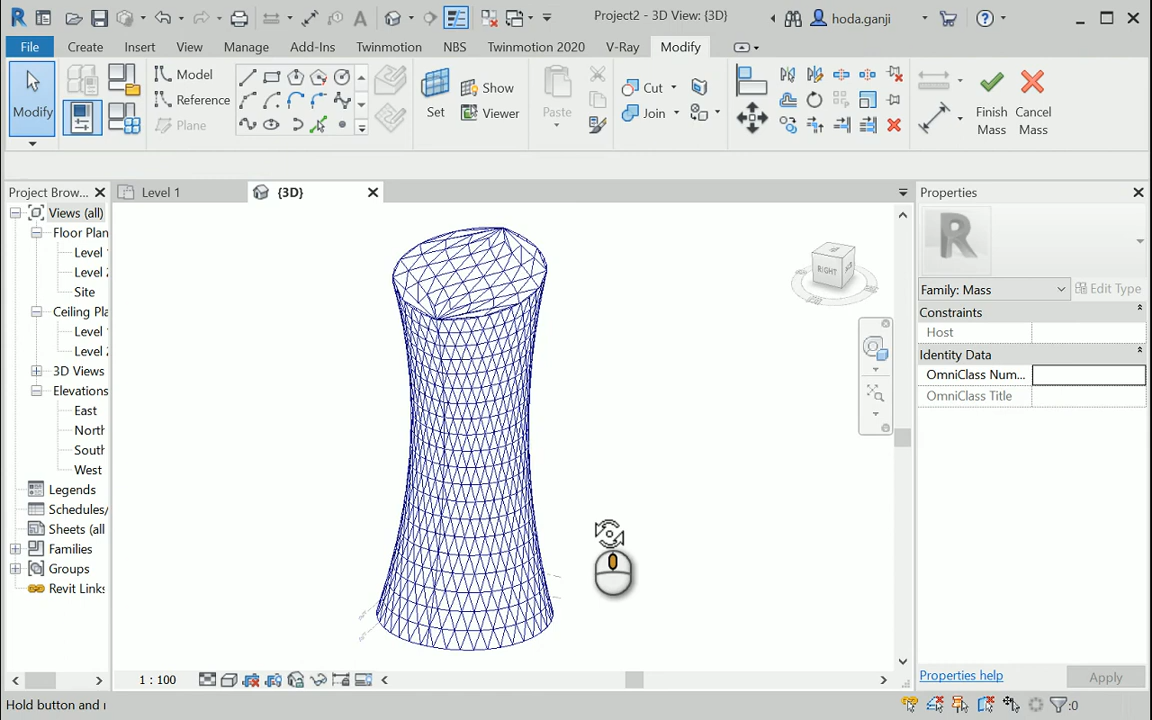 Project2 - 3D View: {3D}
hoda.ganji
File
Create
Insert
View
Manage
Add-Ins
Twinmotion
NBS
Twinmotion 2020
V-Ray
Modify
Modify
Model
Reference
Plane
Set
Show
Viewer
Paste
Cut
Join
Finish
Mass
Cancel
Mass
Project Brow...
Level 1
{3D}
Properties
Views (all)
Floor Plan
Level
Level
Site
Ceiling Pla
Level
Level
3D Views
Elevations
East
North
South
West
Legends
Schedules/
Sheets (all
Families
Groups
Revit Links
RIGHT
Family: Mass
Edit Type
Constraints
Host
Identity Data
OmniClass Num...
OmniClass Title
Properties help
Apply
1 : 100
Hold button and
:0